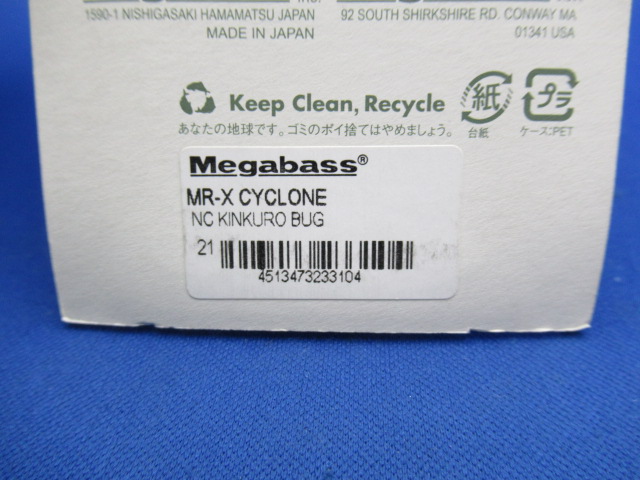 1590-1 NISHIGASAKI HAMAMATSU JAPAN
MADE IN JAPAN
92 SOUTH SHIRKSHIRE RD. CONWAY MA
01341 USA
Keep Clean, Recycle
あなたの地球です。ゴミのポイ捨てはやめましょう。
紙
台紙
プラ
ケース:PET
Megabass®
MR-X CYCLONE
NC KINKURO BUG
21
4513473233104